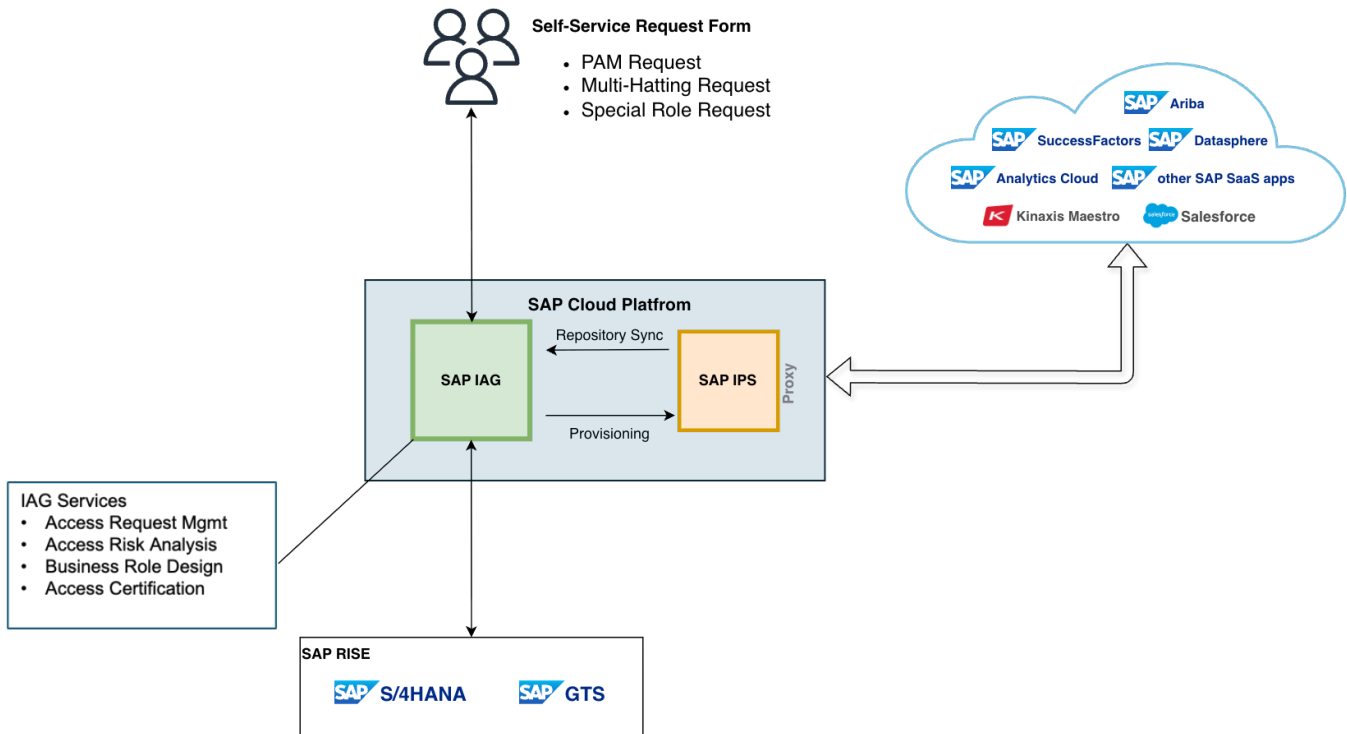 Self-Service Request Form
• PAM Request
• Multi-Hatting Request
• Special Role Request
SAP Ariba
SAP SuccessFactors SAP Datasphere
SAP Analytics Cloud SAP other SAP SaaS apps
K Kinaxis Maestro salesforce Salesforce
SAP Cloud Platfrom
SAP IAG
Repository Sync
SAP IPS
Proxy
Provisioning
IAG Services
• Access Request Mgmt
• Access Risk Analysis
• Business Role Design
• Access Certification
SAP RISE
SAP S/4HANA SAP GTS